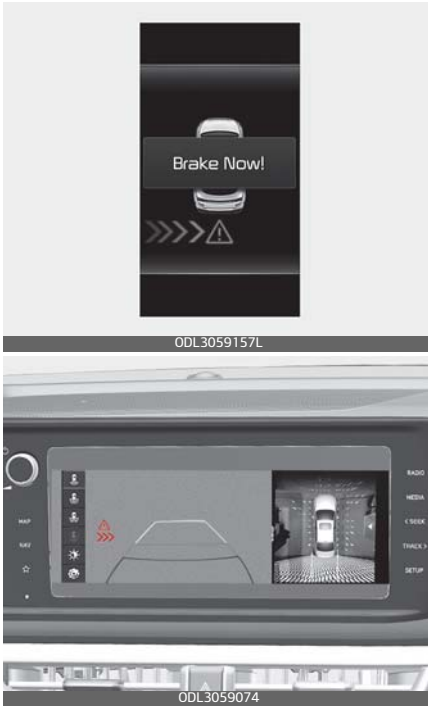 Brake Now!
ODL3059157L
RADIO
MEDIA
MAP
< SEEK
NAV
TRACK >
SETUP
ODL3059074